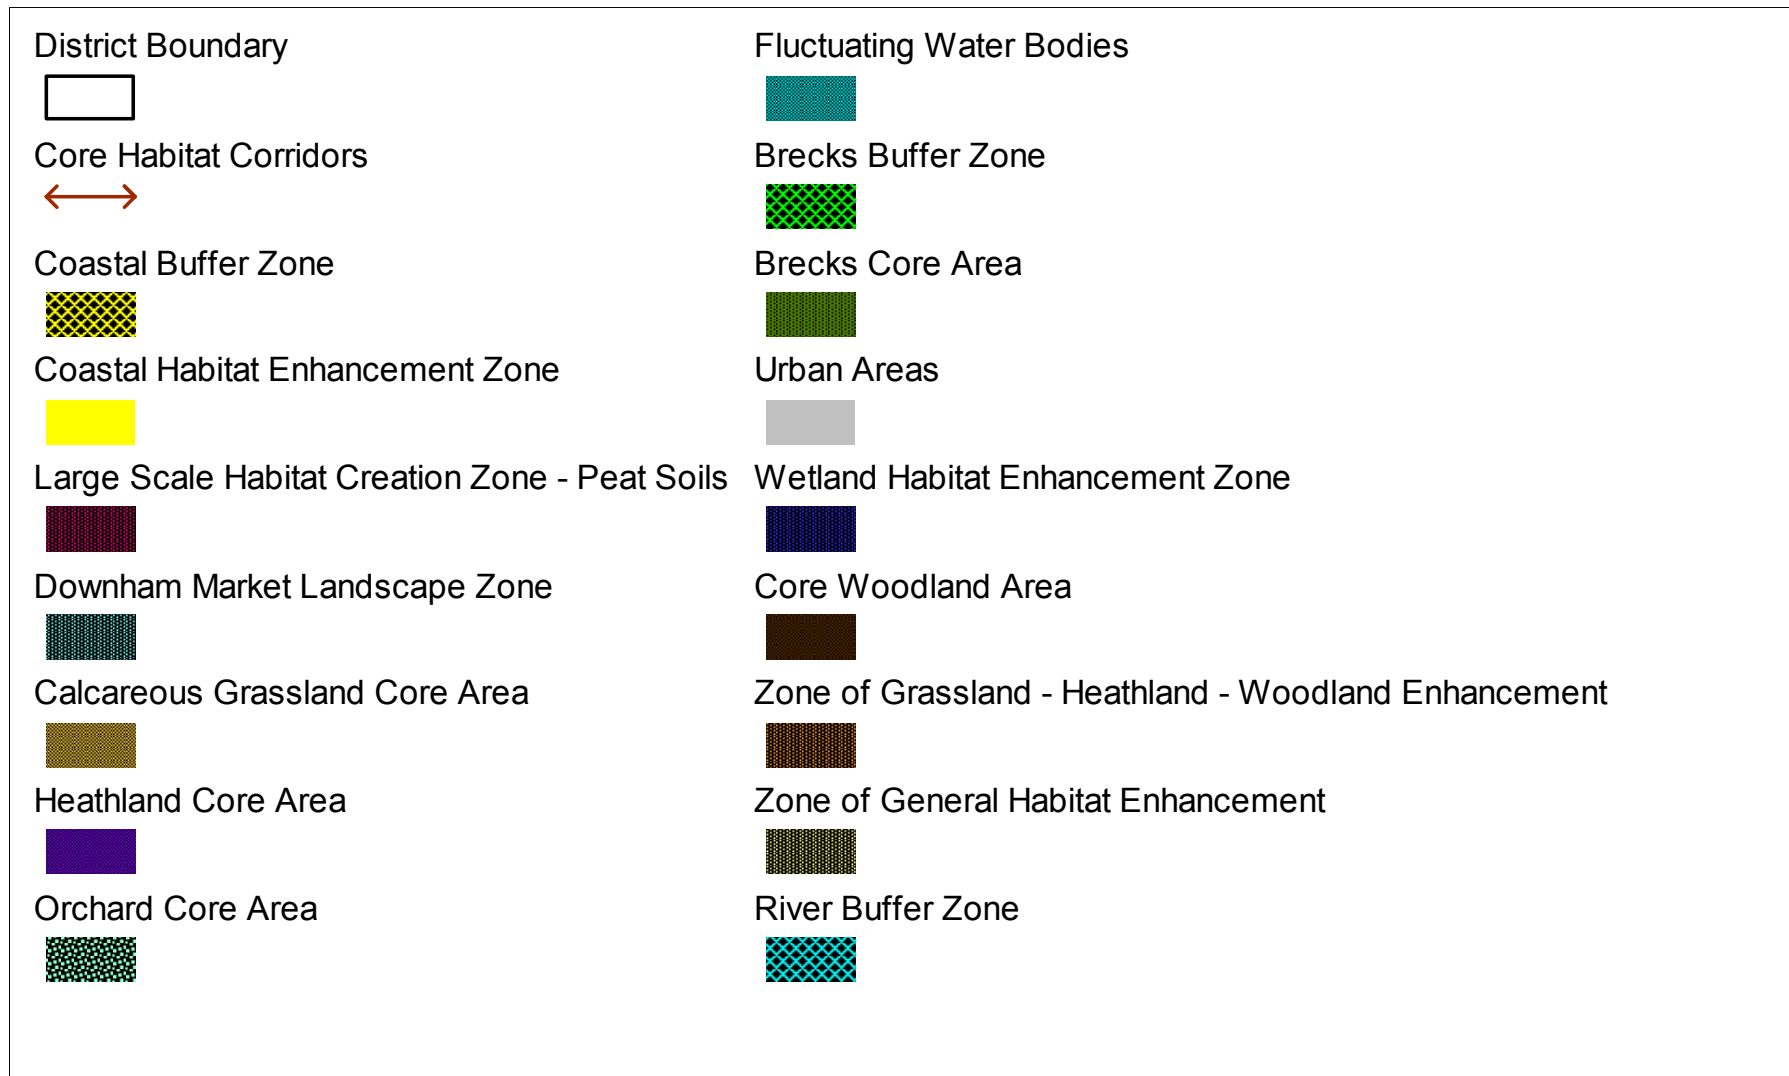 District Boundary
Core Habitat Corridors
Coastal Buffer Zone
Coastal Habitat Enhancement Zone
Large Scale Habitat Creation Zone - Peat Soils
Downham Market Landscape Zone
Calcareous Grassland Core Area
Heathland Core Area
Orchard Core Area
Fluctuating Water Bodies
Brecks Buffer Zone
Brecks Core Area
Urban Areas
Wetland Habitat Enhancement Zone
Core Woodland Area
Zone of Grassland - Heathland - Woodland Enhancement
Zone of General Habitat Enhancement
River Buffer Zone